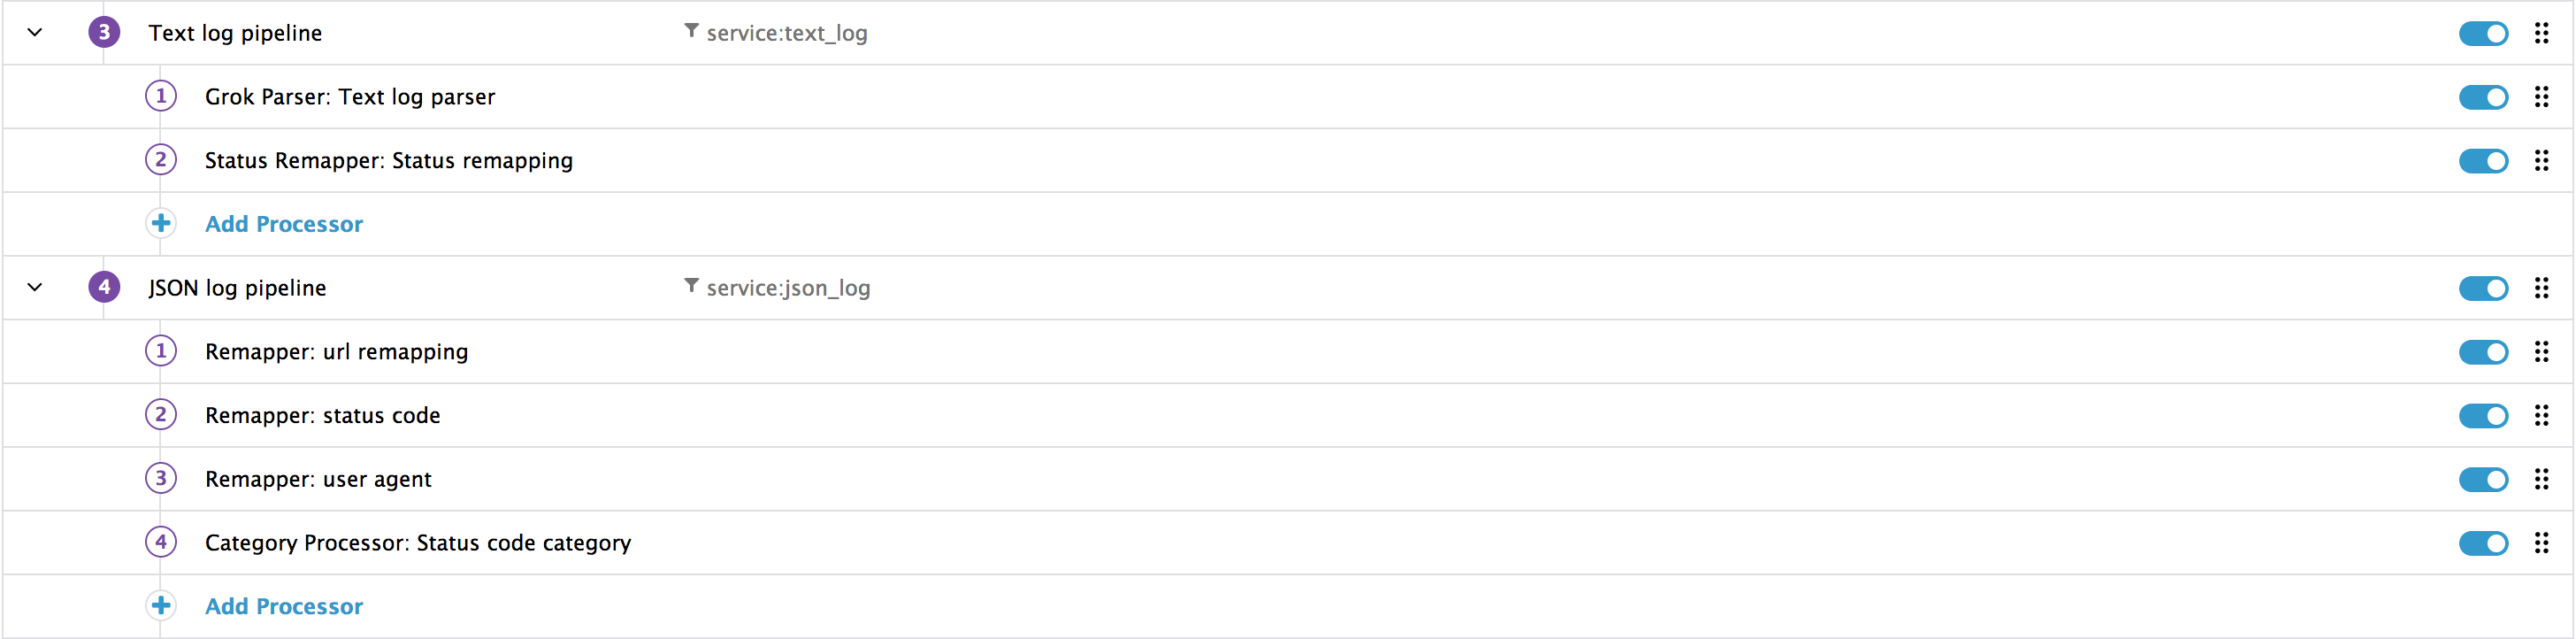 3 Text log pipeline service:text_log
1 Grok Parser: Text log parser
2 Status Remapper: Status remapping
Add Processor
4 JSON log pipeline service:json_log
1 Remapper: url remapping
2 Remapper: status code
3 Remapper: user agent
4 Category Processor: Status code category
Add Processor